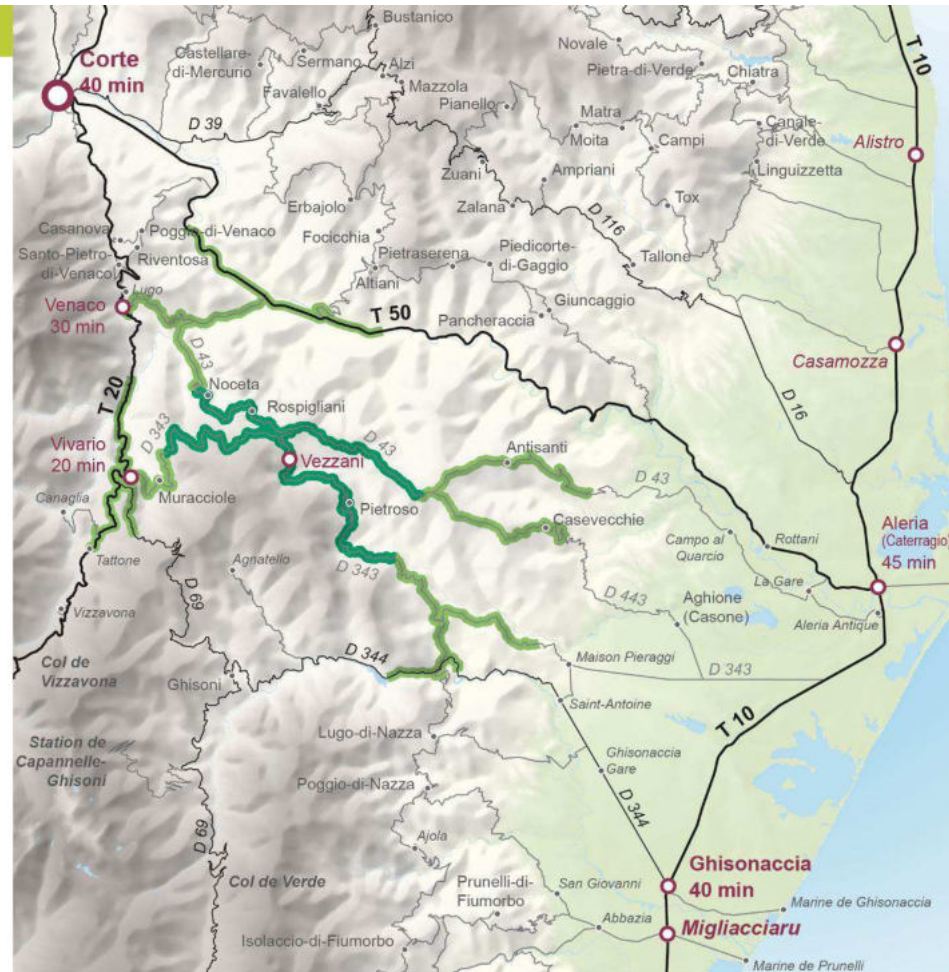 Bustanico
Corte
40 min
Castellare-
di-Mercurio
Sermano
Alzi
Mazzola
Favalello
Novale
Pietra-di-Verde
Chiatra
Pianello
T 10
D 39
Matra
Moita
Campi
Canale-
di-Verde
Alistro
Linguizzetta
Zuani
Ampriani
Erbajolo
Zalana
Tox
D 116
Casanova
Poggio-di-Venaco
Focicchia
Santo-Pietro-
di-Venaco
Riventosa
Pietraserena
Piedicorte-
di-Gaggio
Tallone
Lugo
Altiani
Venaco
30 min
T 50
Giuncaggio
Pancheraccia
Casamozza
D 43
T 20
Noceta
Rospigliani
D 16
D 343
D 43
Antisanti
Vivario
20 min
Vezzani
D 43
Muracciole
Canaglia
Pietroso
Casevecchie
Campo al
Quarcio
Rottani
Aleria
(Caterragio)
45 min
Tattone
Agnatello
D 343
D 443
La Gare
Aghione
(Casone)
Aleria Antique
Vizzavona
D 69
Col de
Vizzavona
D 344
Maison Pieraggi
D 343
Ghisoni
Saint-Antoine
T 10
Station de
Capannelle-
Ghisoni
Lugo-di-Nazza
Ghisonaccia
Gare
Poggio-di-Nazza
D 344
D 69
Ajola
Col de Verde
Prunelli-di-
Fiumorbo
San Giovanni
Ghisonaccia
40 min
Marine de Ghisonaccia
Abbazia
Migliacciaru
Isolaccio-di-Fiumorbo
Marine de Prunelli